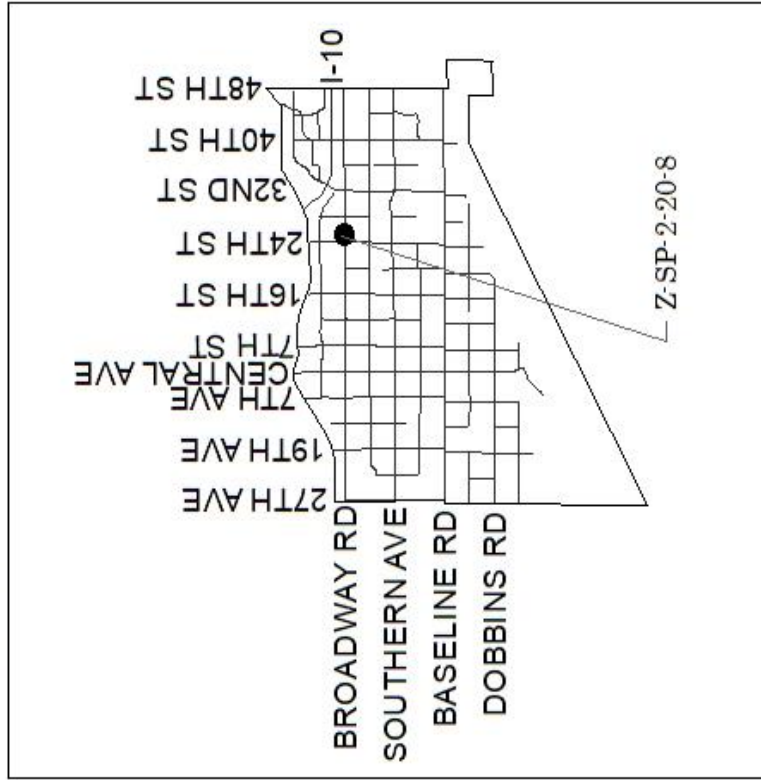 48TH ST
40TH ST
32ND ST
24TH ST
16TH ST
7TH ST
CENTRAL AVE
7TH AVE
19TH AVE
27TH AVE
I-10
BROADWAY RD
SOUTHERN AVE
BASELINE RD
DOBBINS RD
Z-SP-2-20-8